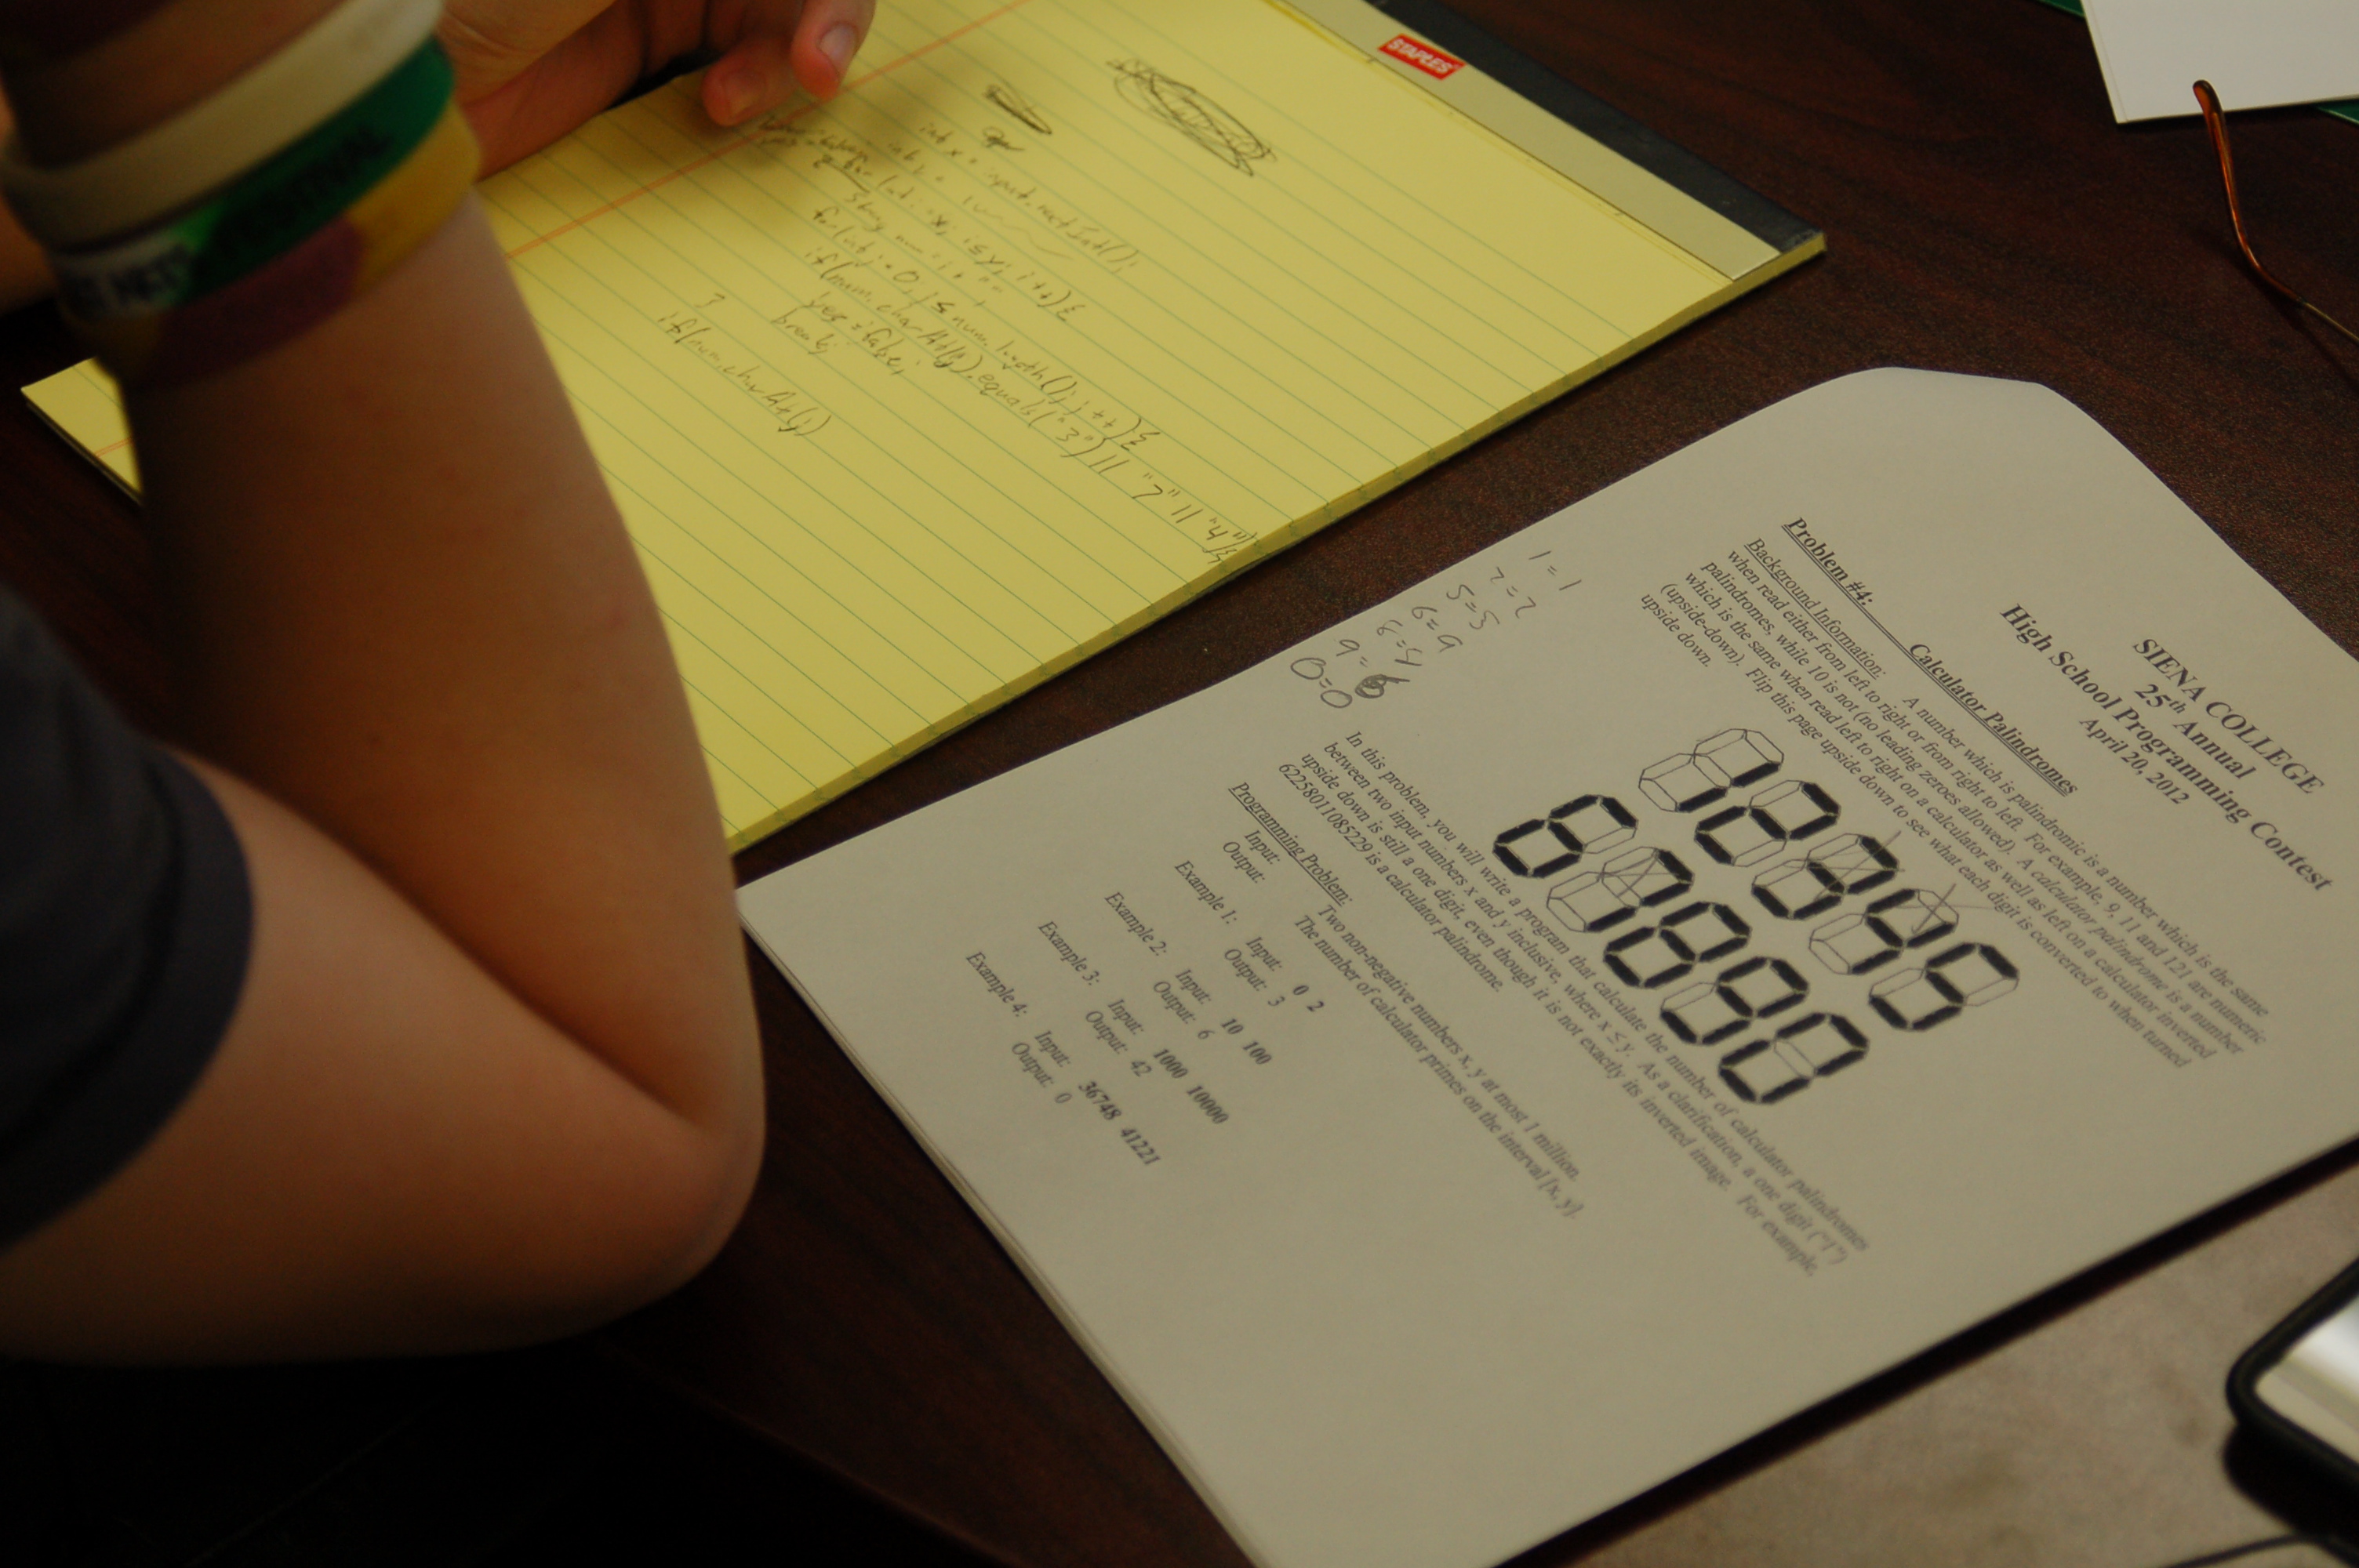 STAPLES
int x = input.nextInt();
int y =
for(int i = x; i ≤ y; i++){
String num = i + "";
for(int j = 0; j ≤ num.length(); j++){
if(num.charAt(j).equals("3")|| "7" || "4"){
yes = false;
break;
}
if(num.charAt(j)
SIENA COLLEGE
25th Annual
High School Programming Contest
April 20, 2012
Problem #4: Calculator Palindromes
Background Information: A number which is palindromic is a number which is the same
when read either from left to right or from right to left. For example, 9, 11 and 121 are numeric
palindromes, while 10 is not (no leading zeroes allowed). A calculator palindrome is a number
which is the same when read left to right on a calculator as well as left on a calculator inverted
(upside-down). Flip this page upside down to see what each digit is converted to when turned
upside down.
1 = 1
2 = 2
5 = 5
6 = 9
9 = 6
0 = 0
12345
67890
In this problem, you will write a program that calculate the number of calculator palindromes
between two input numbers x and y inclusive, where x ≤ y. As a clarification, a one digit ("1")
upside down is still a one digit, even though it is not exactly its inverted image. For example,
62258011085229 is a calculator palindrome.
Programming Problem:
Input: Two non-negative numbers x, y at most 1 million.
Output: The number of calculator primes on the interval [x, y].
Example 1: Input: 0 2
Output: 3
Example 2: Input: 10 100
Output: 6
Example 3: Input: 1000 10000
Output: 42
Example 4: Input: 36748 41221
Output: 0